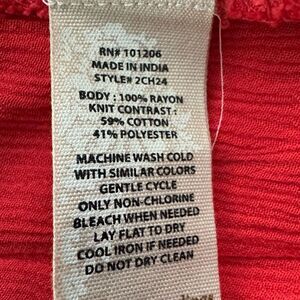 RN# 101206
MADE IN INDIA
STYLE# 2CH24
BODY : 100% RAYON
KNIT CONTRAST :
59% COTTON
41% POLYESTER
MACHINE WASH COLD
WITH SIMILAR COLORS
GENTLE CYCLE
ONLY NON-CHLORINE
BLEACH WHEN NEEDED
LAY FLAT TO DRY
COOL IRON IF NEEDED
DO NOT DRY CLEAN